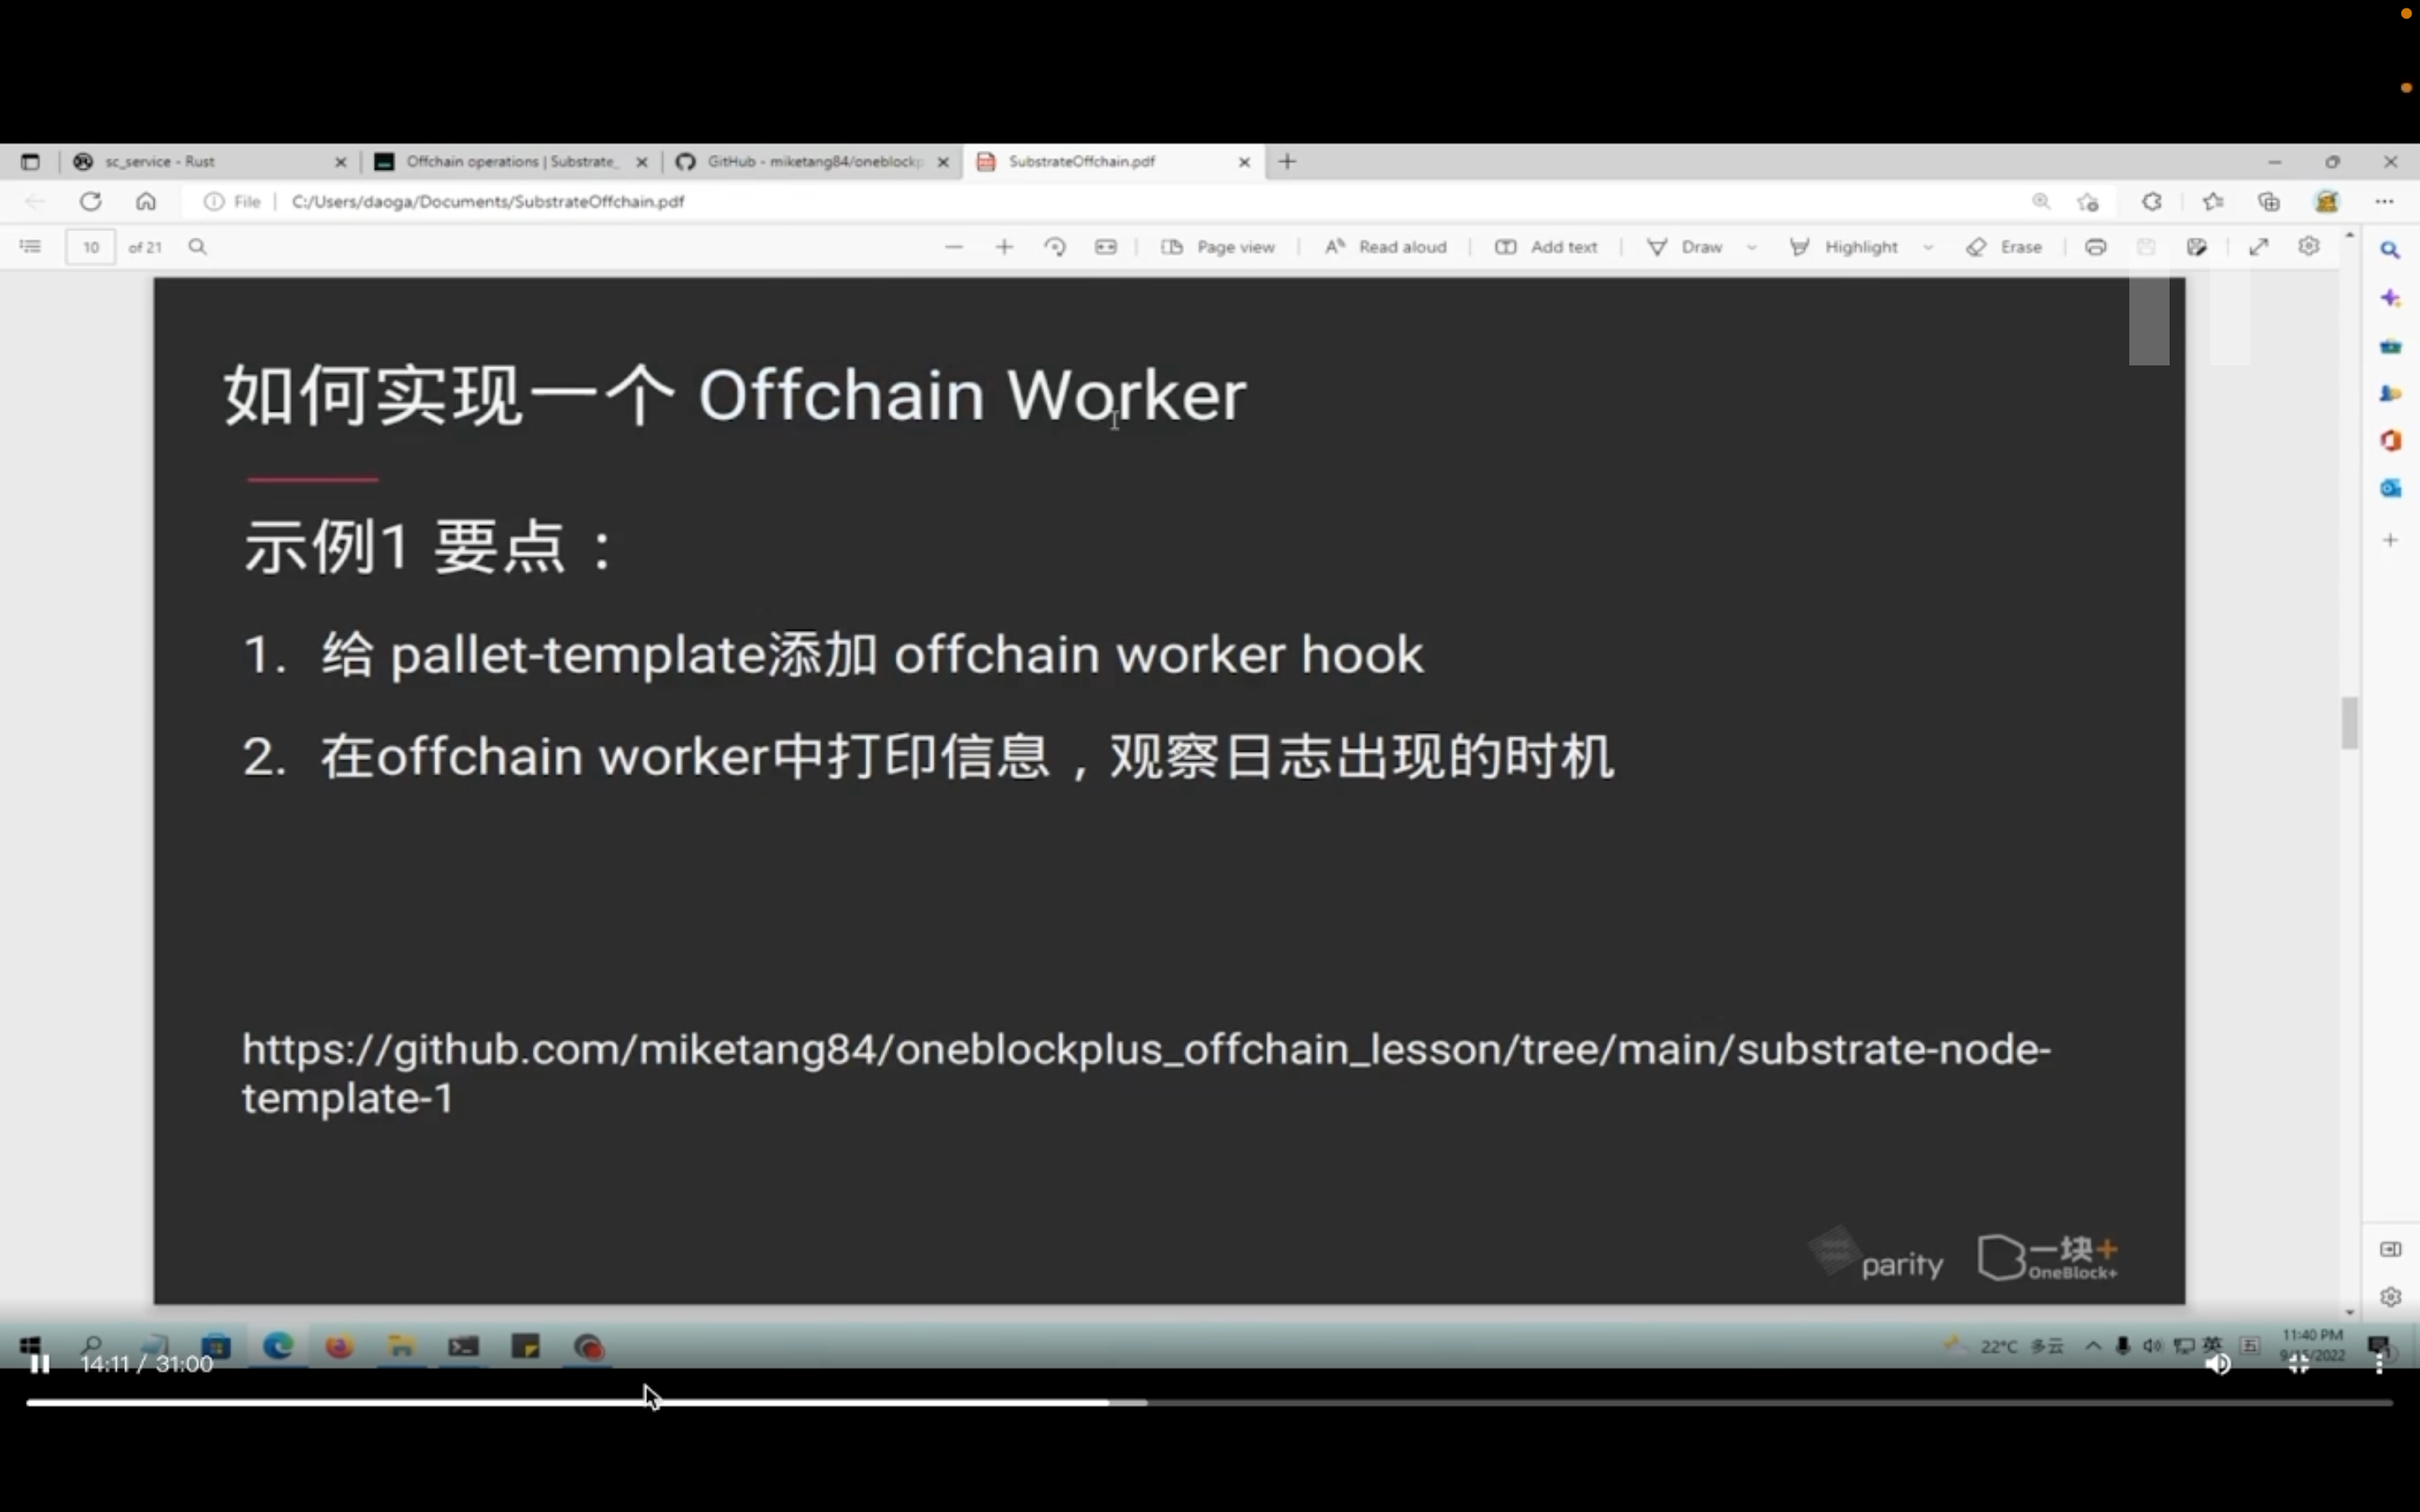 sc_service - Rust
Offchain operations | Substrate_
GitHub - miketang84/oneblockp
SubstrateOffchain.pdf
File
C:/Users/daoga/Documents/SubstrateOffchain.pdf
10 of 21
Page view
Read aloud
Add text
Draw
Highlight
Erase
如何实现一个 Offchain Worker
示例1 要点：
1. 给 pallet-template添加 offchain worker hook
2. 在offchain worker中打印信息，观察日志出现的时机
https://github.com/miketang84/oneblockplus_offchain_lesson/tree/main/substrate-node-
template-1
parity
一块+
OneBlock+
22°C 多云
英
五
11:40 PM
9/15/2022
14:11 / 31:00